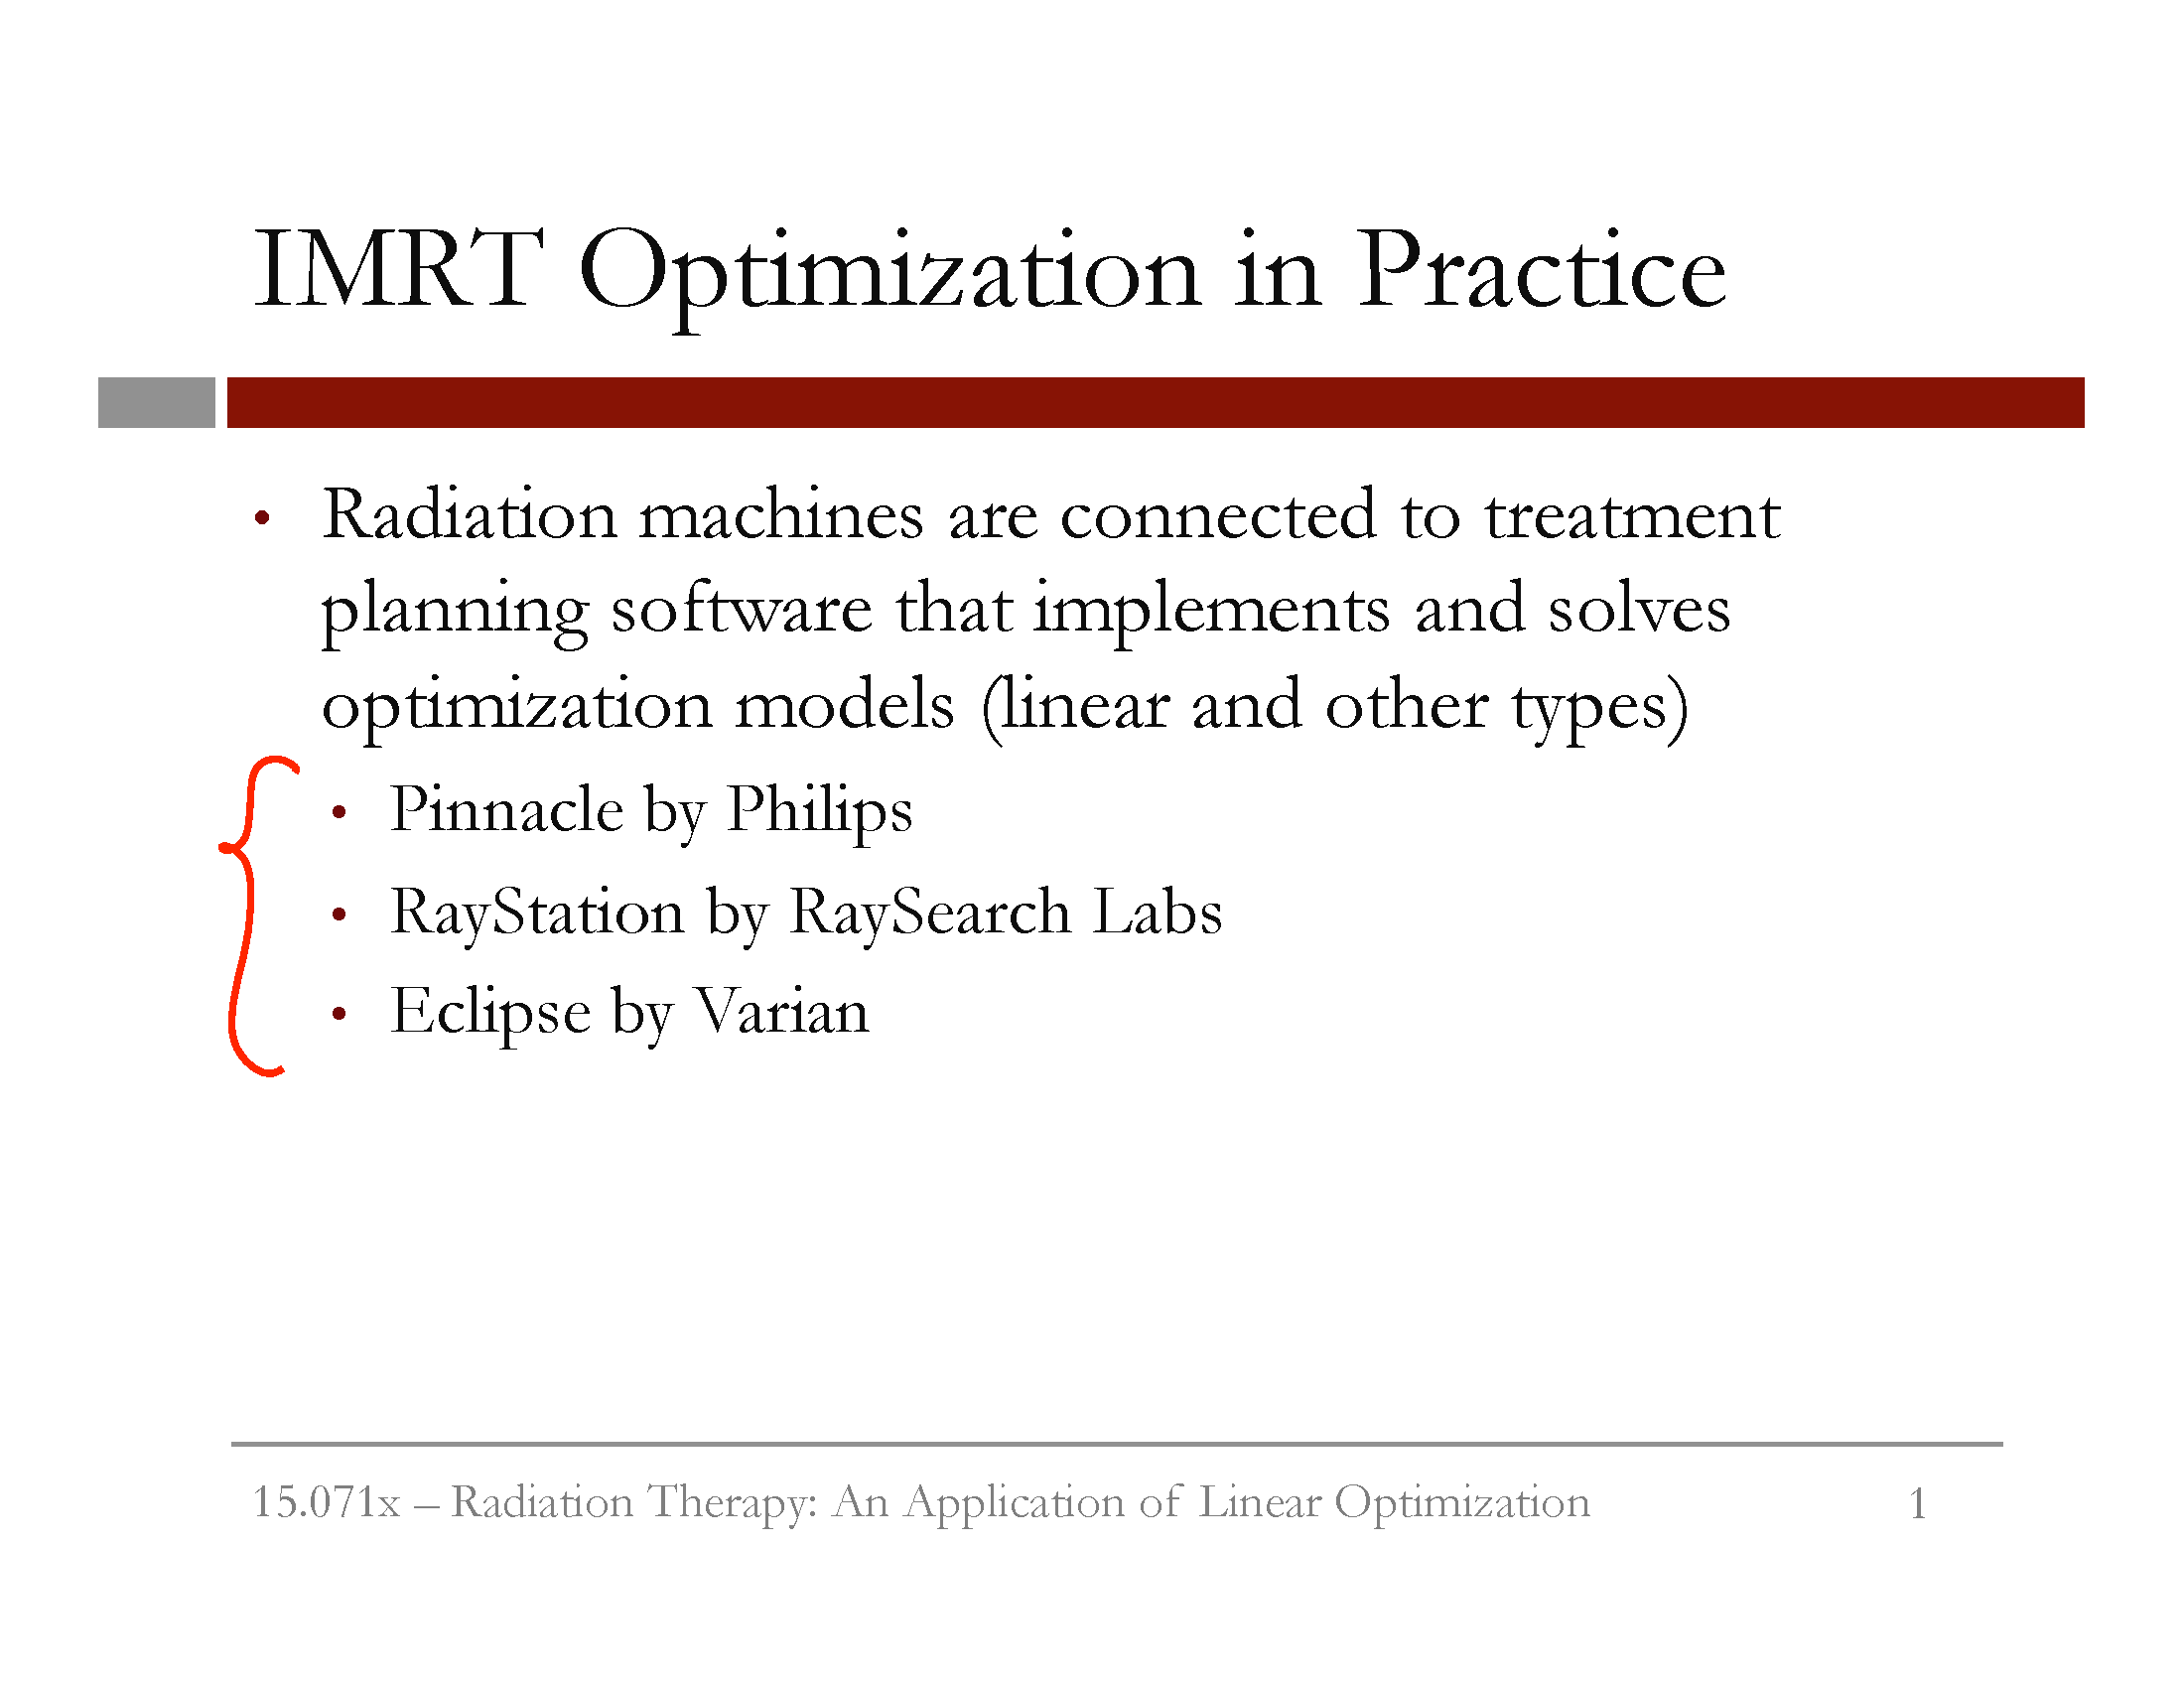 IMRT Optimization in Practice
• Radiation machines are connected to treatment
planning software that implements and solves
optimization models (linear and other types)
• Pinnacle by Philips
• RayStation by RaySearch Labs
• Eclipse by Varian
15.071x – Radiation Therapy: An Application of Linear Optimization 1